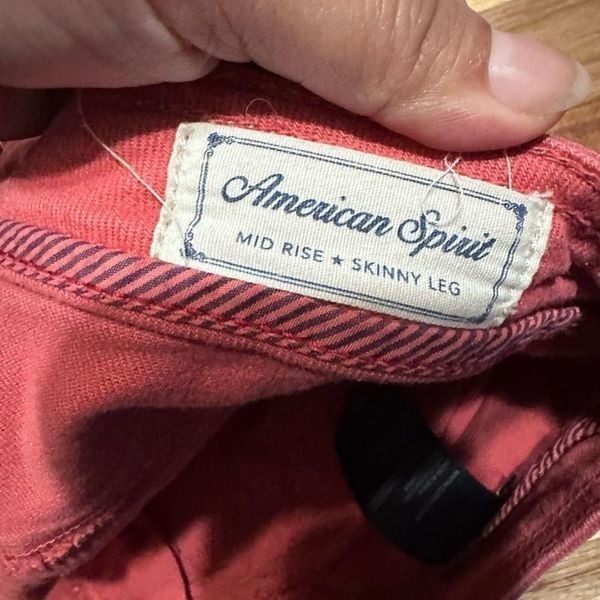 American Spirit
MID RISE ★ SKINNY LEG